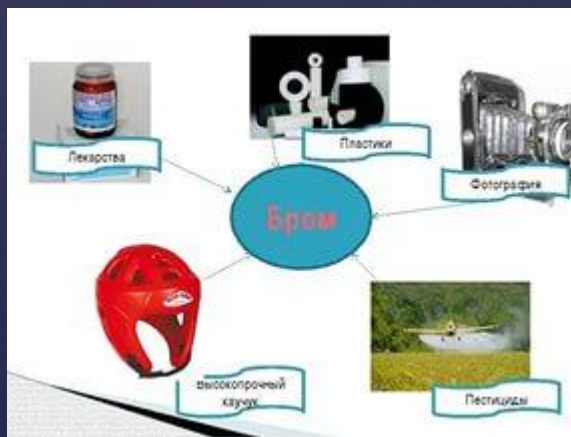 Лекарства
Пластики
Фотография
Бром
высокопрочный
каучук
Пестициды